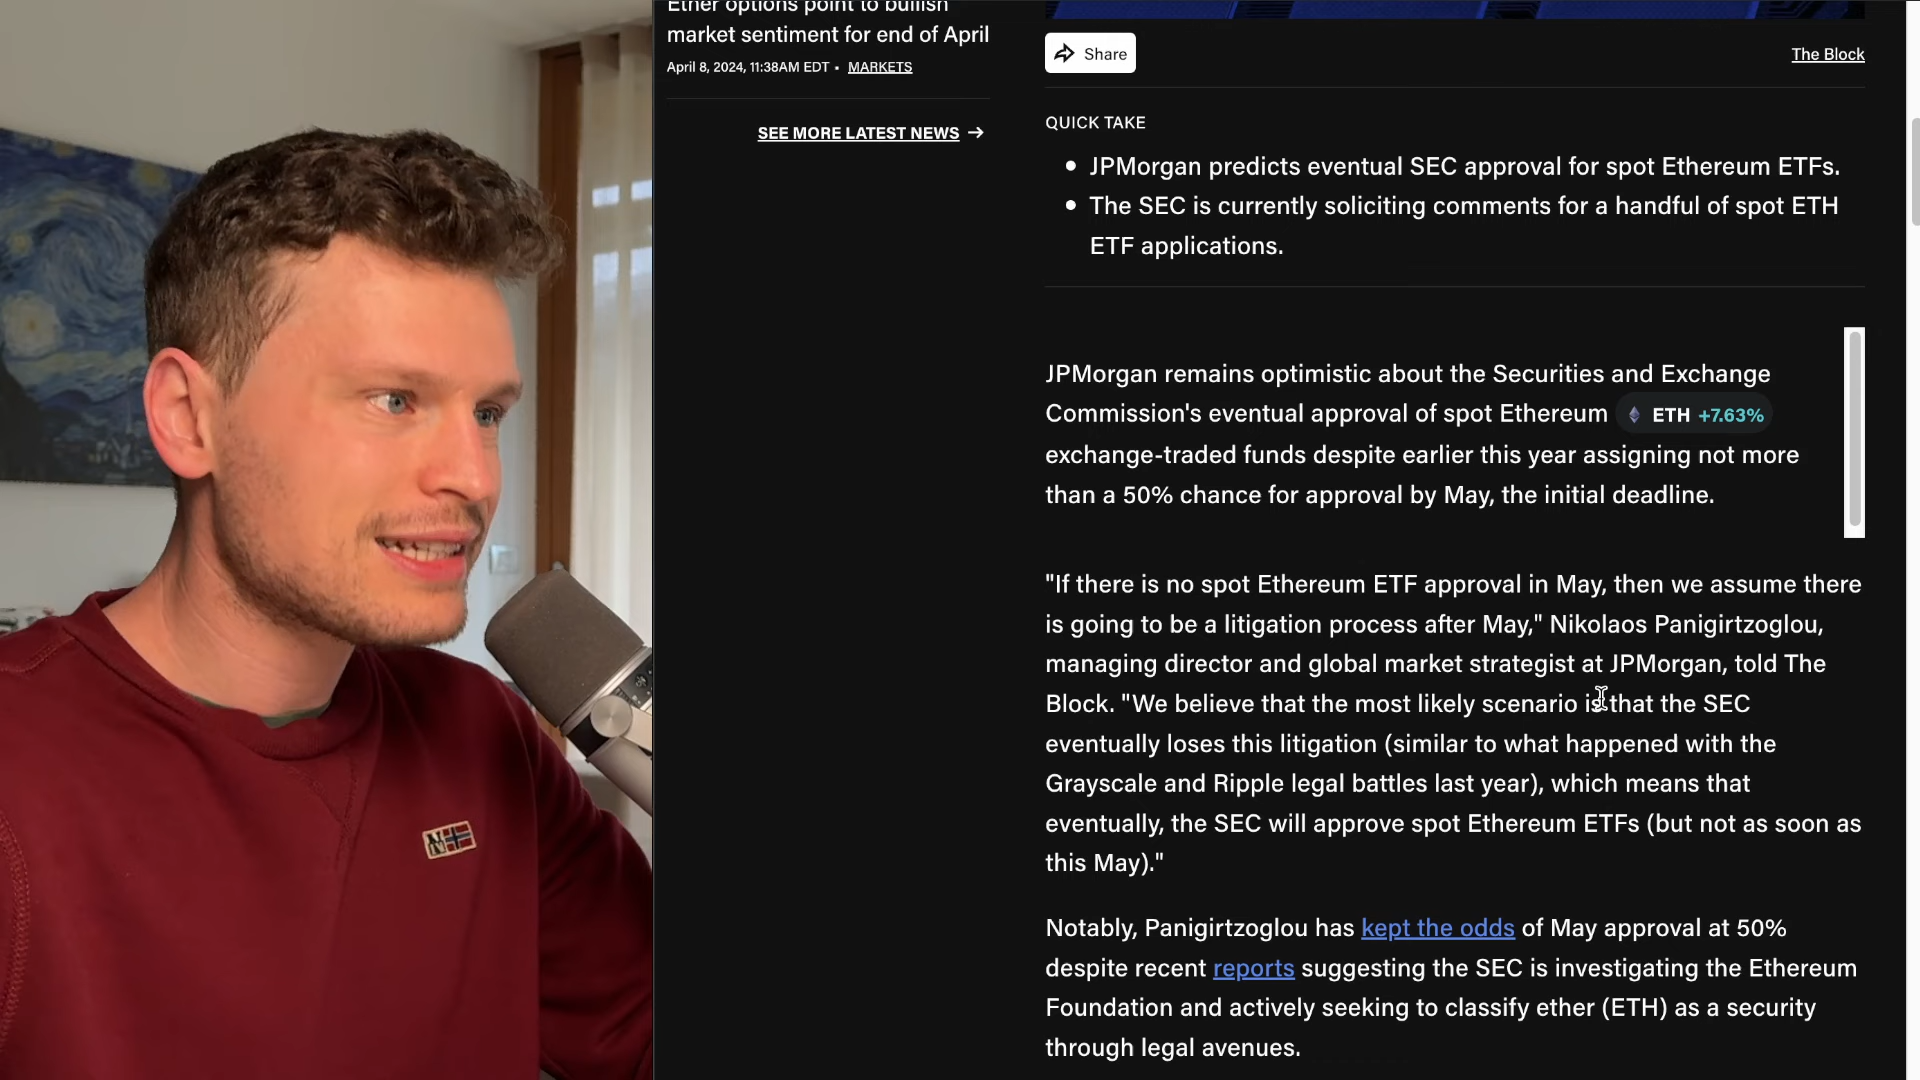 Ether options point to bullish
market sentiment for end of April
April 8, 2024, 11:38AM EDT • MARKETS
SEE MORE LATEST NEWS →
Share
The Block
QUICK TAKE
• JPMorgan predicts eventual SEC approval for spot Ethereum ETFs.
• The SEC is currently soliciting comments for a handful of spot ETH
ETF applications.
JPMorgan remains optimistic about the Securities and Exchange
Commission's eventual approval of spot Ethereum ETH +7.63%
exchange-traded funds despite earlier this year assigning not more
than a 50% chance for approval by May, the initial deadline.
"If there is no spot Ethereum ETF approval in May, then we assume there
is going to be a litigation process after May," Nikolaos Panigirtzoglou,
managing director and global market strategist at JPMorgan, told The
Block. "We believe that the most likely scenario is that the SEC
eventually loses this litigation (similar to what happened with the
Grayscale and Ripple legal battles last year), which means that
eventually, the SEC will approve spot Ethereum ETFs (but not as soon as
this May)."
Notably, Panigirtzoglou has kept the odds of May approval at 50%
despite recent reports suggesting the SEC is investigating the Ethereum
Foundation and actively seeking to classify ether (ETH) as a security
through legal avenues.
N